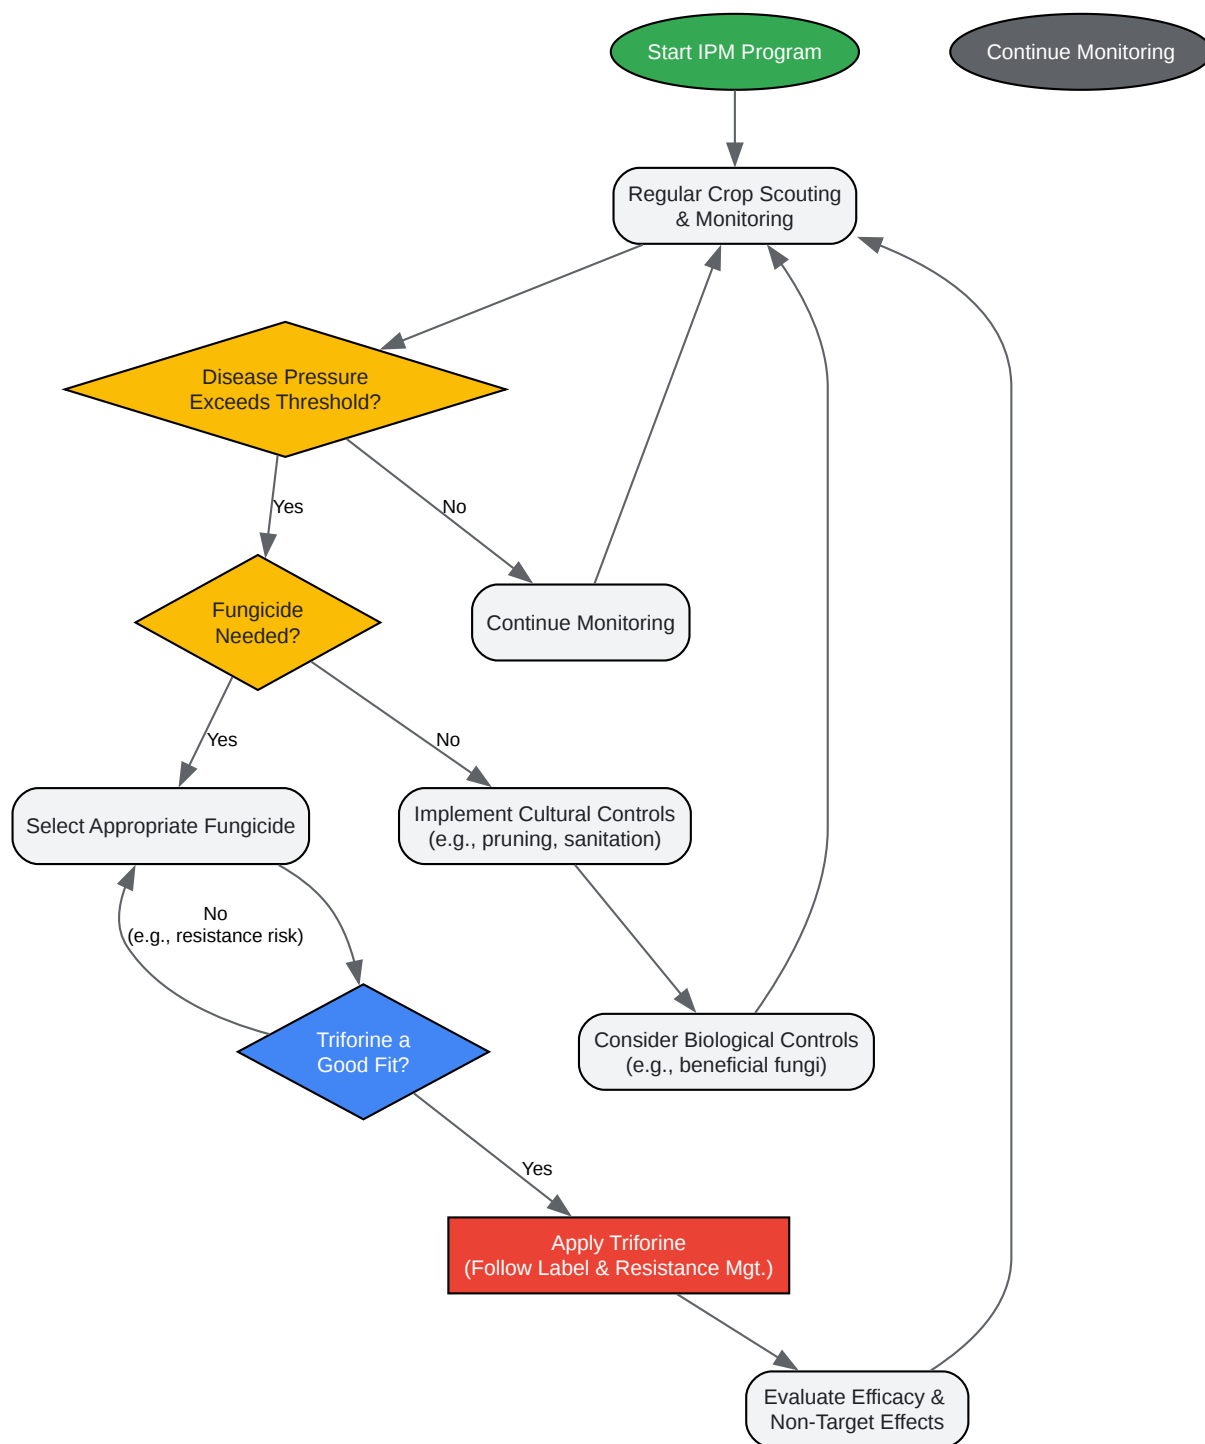 Start IPM Program
Continue Monitoring
Regular Crop Scouting
& Monitoring
Disease Pressure
Exceeds Threshold?
Yes
No
Fungicide
Needed?
Continue Monitoring
Yes
No
Select Appropriate Fungicide
Implement Cultural Controls
(e.g., pruning, sanitation)
No
(e.g., resistance risk)
Triforine a
Good Fit?
Consider Biological Controls
(e.g., beneficial fungi)
Yes
Apply Triforine
(Follow Label & Resistance Mgt.)
Evaluate Efficacy &
Non-Target Effects